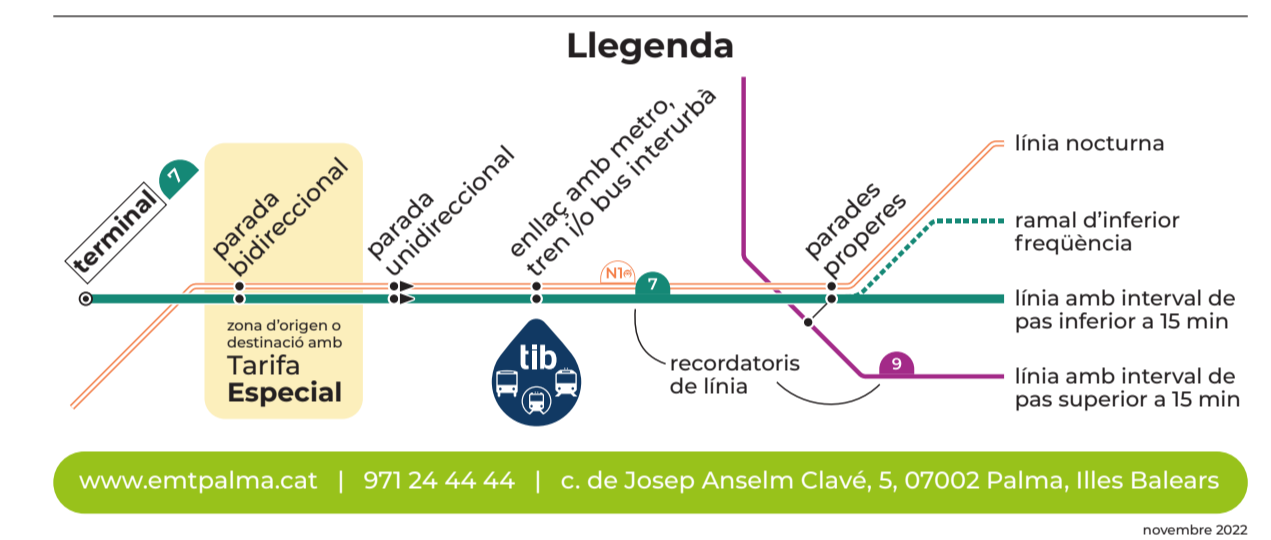 Llegenda
terminal
7
parada
bidireccional
zona d'origen o
destinació amb
Tarifa
Especial
parada
unidireccional
enllaç amb metro,
tren i/o bus interurbà
tib
N1
7
recordatoris
de línia
parades
properes
9
línia nocturna
ramal d'inferior
freqüència
línia amb interval de
pas inferior a 15 min
línia amb interval de
pas superior a 15 min
www.emtpalma.cat | 971 24 44 44 | c. de Josep Anselm Clavé, 5, 07002 Palma, Illes Balears
novembre 2022